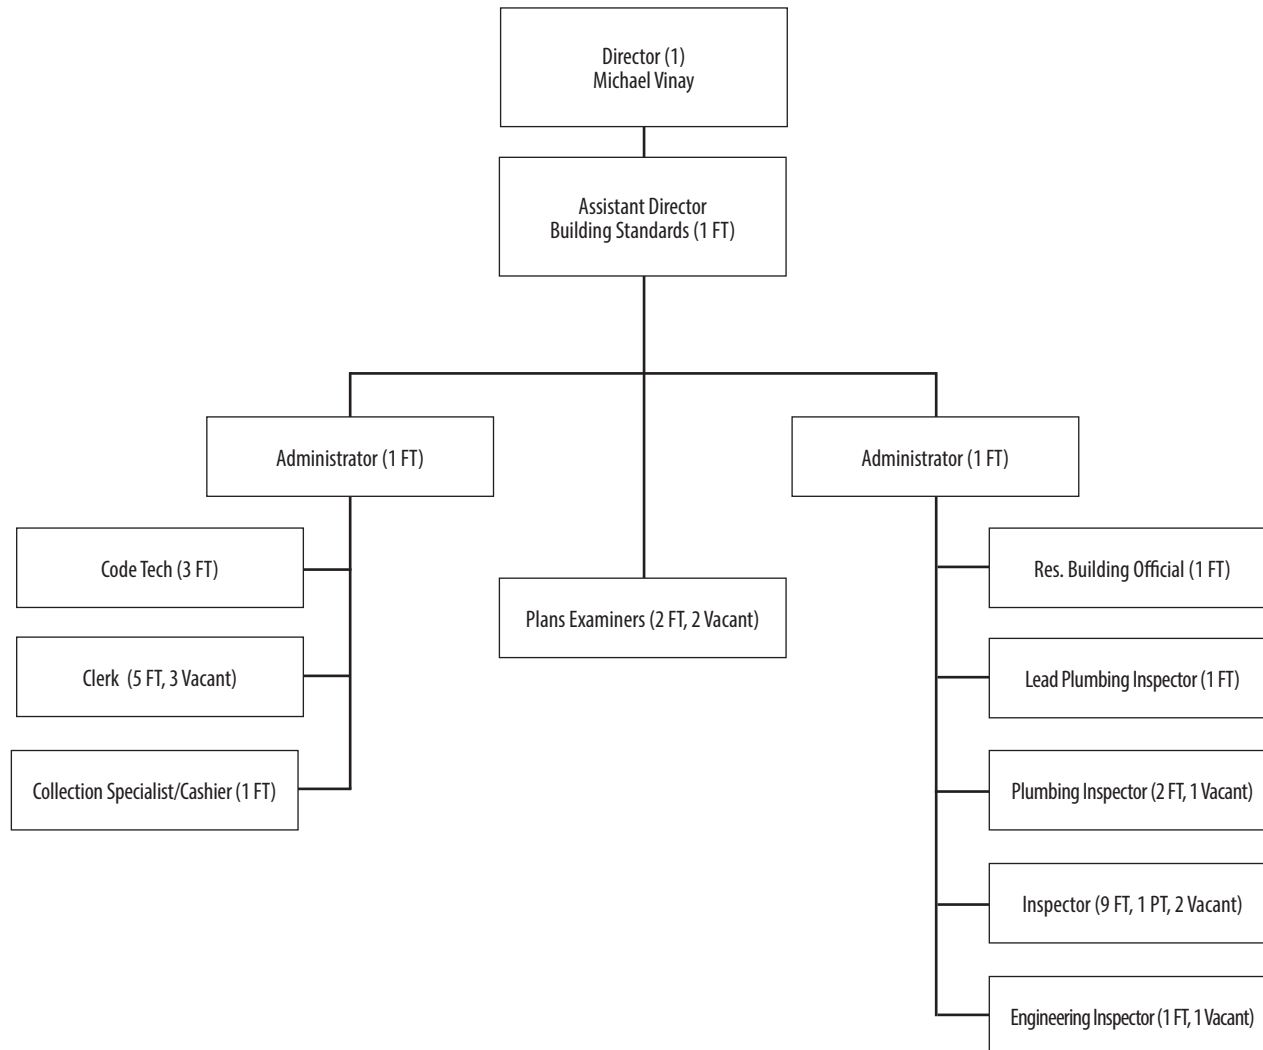 Director (1)
Michael Vinay
Assistant Director
Building Standards (1 FT)
Administrator (1 FT)
Administrator (1 FT)
Code Tech (3 FT)
Clerk  (5 FT, 3 Vacant)
Collection Specialist/Cashier (1 FT)
Plans Examiners (2 FT, 2 Vacant)
Res. Building Official (1 FT)
Lead Plumbing Inspector (1 FT)
Plumbing Inspector (2 FT, 1 Vacant)
Inspector (9 FT, 1 PT, 2 Vacant)
Engineering Inspector (1 FT, 1 Vacant)